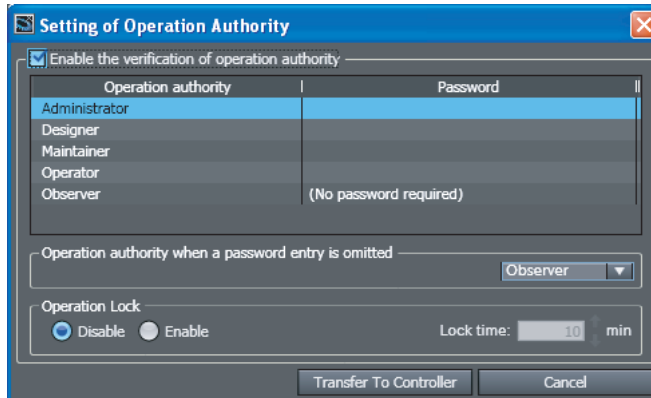 Setting of Operation Authority
Enable the verification of operation authority
Operation authority Password
Administrator
Designer
Maintainer
Operator
Observer (No password required)
Operation authority when a password entry is omitted
Observer
Operation Lock
Disable Enable Lock time: 10 min
Transfer To Controller Cancel